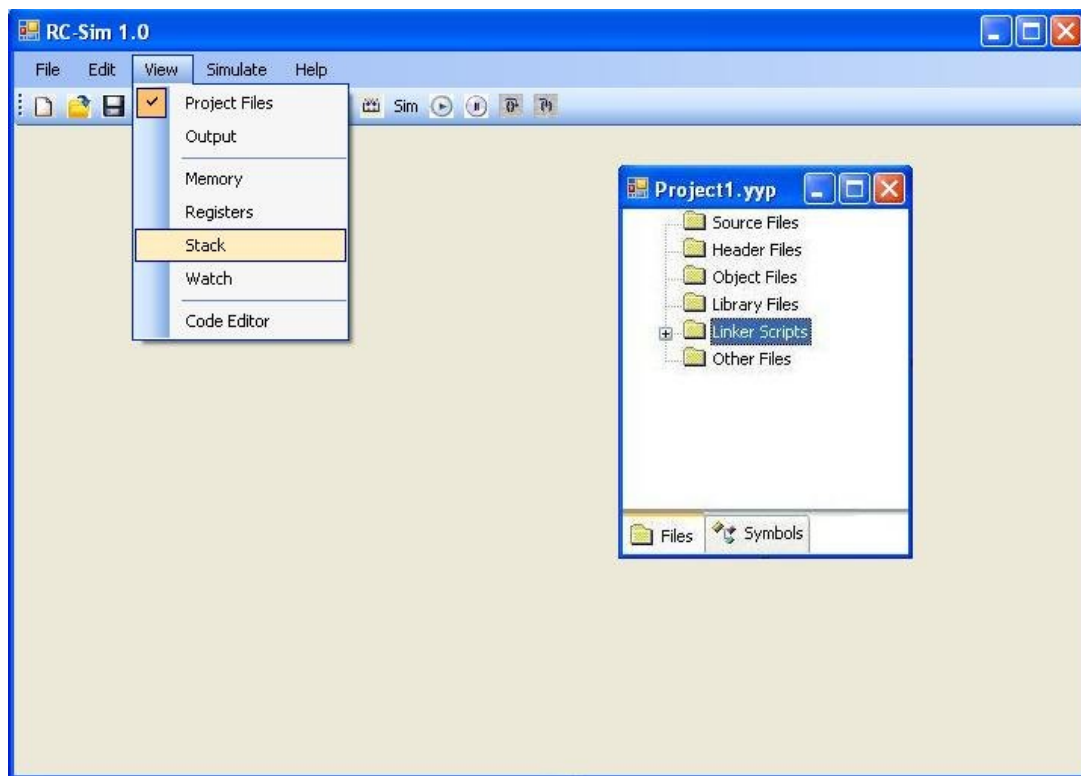 RC-Sim 1.0
File Edit View Simulate Help
Sim
Project Files
Output
Memory
Registers
Stack
Watch
Code Editor
Project1.yyp
Source Files
Header Files
Object Files
Library Files
Linker Scripts
Other Files
Files Symbols